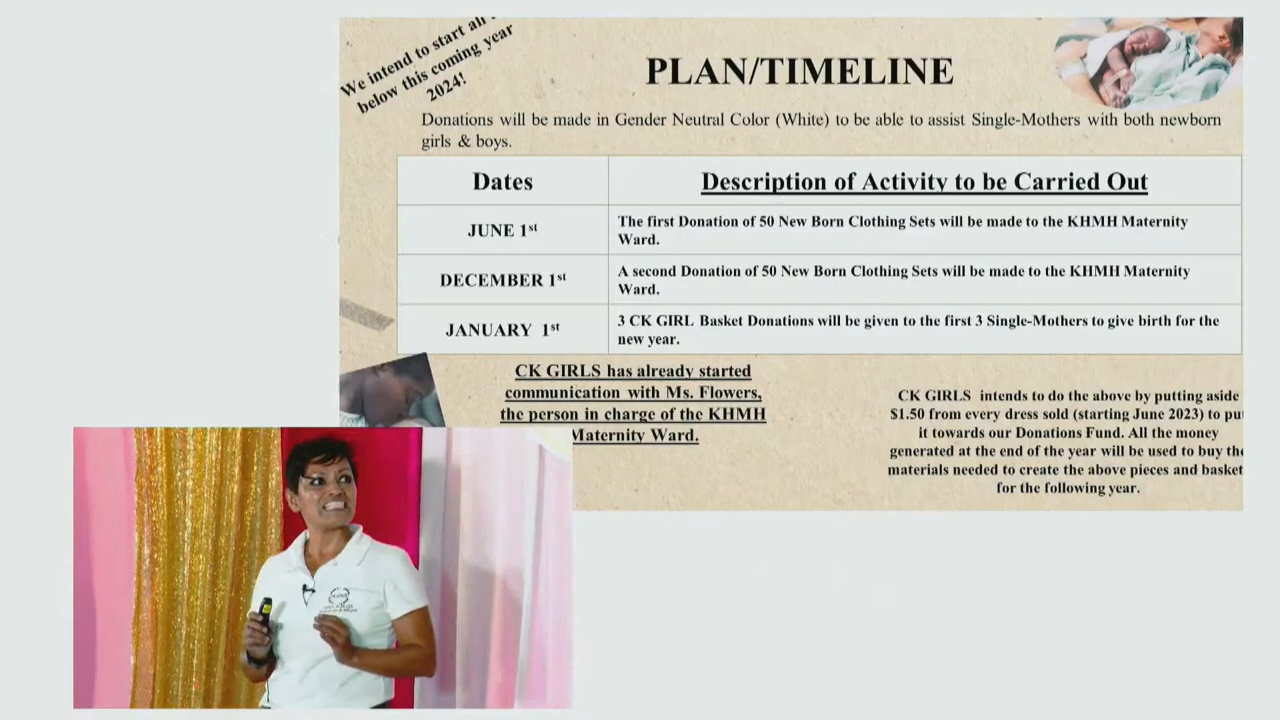 We intend to start all
below this coming year
2024!
PLAN/TIMELINE
Donations will be made in Gender Neutral Color (White) to be able to assist Single-Mothers with both newborn
girls & boys.
Dates
Description of Activity to be Carried Out
JUNE 1st
The first Donation of 50 New Born Clothing Sets will be made to the KHMH Maternity
Ward.
DECEMBER 1st
A second Donation of 50 New Born Clothing Sets will be made to the KHMH Maternity
Ward.
JANUARY 1st
3 CK GIRL Basket Donations will be given to the first 3 Single-Mothers to give birth for the
new year.
CK GIRLS has already started
communication with Ms. Flowers,
the person in charge of the KHMH
Maternity Ward.
CK GIRLS intends to do the above by putting aside
$1.50 from every dress sold (starting June 2023) to put
it towards our Donations Fund. All the money
generated at the end of the year will be used to buy the
materials needed to create the above pieces and basket
for the following year.